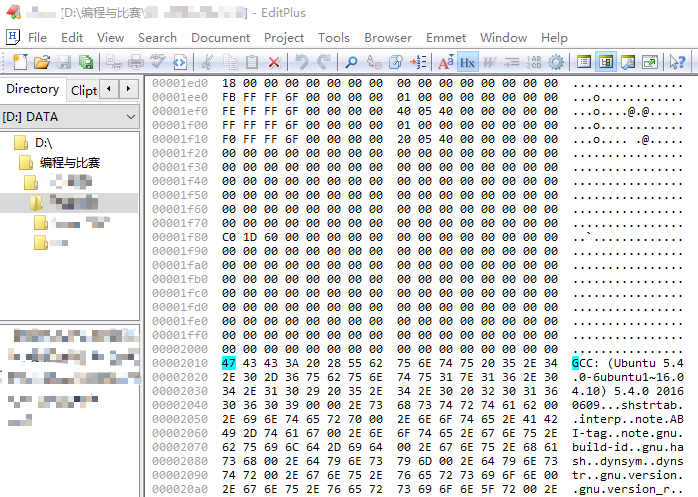 [D:\编程与比赛\ ] - EditPlus
File Edit View Search Document Project Tools Browser Emmet Window Help
Directory Clipt
[D:] DATA
D:\
编程与比赛
00001ed0 18 00 00 00 00 00 00 00 00 00 00 00 00 00 00 00 ................
00001ee0 FB FF FF 6F 00 00 00 00 01 00 00 00 00 00 00 00 ...o............
00001ef0 FE FF FF 6F 00 00 00 00 40 05 40 00 00 00 00 00 ...o....@.@.....
00001f00 FF FF FF 6F 00 00 00 00 01 00 00 00 00 00 00 00 ...o............
00001f10 F0 FF FF 6F 00 00 00 00 20 05 40 00 00 00 00 00 ...o.... .@.....
00001f20 00 00 00 00 00 00 00 00 00 00 00 00 00 00 00 00 ................
00001f30 00 00 00 00 00 00 00 00 00 00 00 00 00 00 00 00 ................
00001f40 00 00 00 00 00 00 00 00 00 00 00 00 00 00 00 00 ................
00001f50 00 00 00 00 00 00 00 00 00 00 00 00 00 00 00 00 ................
00001f60 00 00 00 00 00 00 00 00 00 00 00 00 00 00 00 00 ................
00001f70 00 00 00 00 00 00 00 00 00 00 00 00 00 00 00 00 ................
00001f80 C0 1D 60 00 00 00 00 00 00 00 00 00 00 00 00 00 ..`.............
00001f90 00 00 00 00 00 00 00 00 00 00 00 00 00 00 00 00 ................
00001fa0 00 00 00 00 00 00 00 00 00 00 00 00 00 00 00 00 ................
00001fb0 00 00 00 00 00 00 00 00 00 00 00 00 00 00 00 00 ................
00001fc0 00 00 00 00 00 00 00 00 00 00 00 00 00 00 00 00 ................
00001fd0 00 00 00 00 00 00 00 00 00 00 00 00 00 00 00 00 ................
00001fe0 00 00 00 00 00 00 00 00 00 00 00 00 00 00 00 00 ................
00001ff0 00 00 00 00 00 00 00 00 00 00 00 00 00 00 00 00 ................
00002000 00 00 00 00 00 00 00 00 00 00 00 00 00 00 00 00 ................
00002010 47 43 43 3A 20 28 55 62 75 6E 74 75 20 35 2E 34 GCC: (Ubuntu 5.4
00002020 2E 30 2D 36 75 62 75 6E 74 75 31 7E 31 36 2E 30 .0-6ubuntu1~16.0
00002030 34 2E 31 30 29 20 35 2E 34 2E 30 20 32 30 31 36 4.10) 5.4.0 2016
00002040 30 36 30 39 00 00 2E 73 68 73 74 72 74 61 62 00 0609...shstrtab.
00002050 2E 69 6E 74 65 72 70 00 2E 6E 6F 74 65 2E 41 42 .interp..note.AB
00002060 49 2D 74 61 67 00 2E 6E 6F 74 65 2E 67 6E 75 2E I-tag..note.gnu.
00002070 62 75 69 6C 64 2D 69 64 00 2E 67 6E 75 2E 68 61 build-id..gnu.ha
00002080 73 68 00 2E 64 79 6E 73 79 6D 00 2E 64 79 6E 73 sh..dynsym..dyns
00002090 74 72 00 2E 67 6E 75 2E 76 65 72 73 69 6F 6E 00 tr..gnu.version.
000020a0 2E 67 6E 75 2E 76 65 72 73 69 6F 6E 5F 72 00 2E .gnu.version_r..